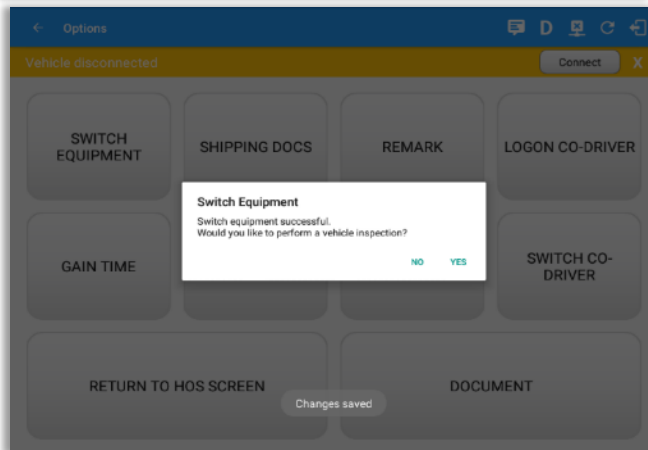 Options
D
Vehicle disconnected
Connect
X
SWITCH
EQUIPMENT
SHIPPING DOCS
REMARK
LOGON CO-DRIVER
Switch Equipment
Switch equipment successful.
Would you like to perform a vehicle inspection?
NO
YES
GAIN TIME
SWITCH CO-
DRIVER
RETURN TO HOS SCREEN
DOCUMENT
Changes saved